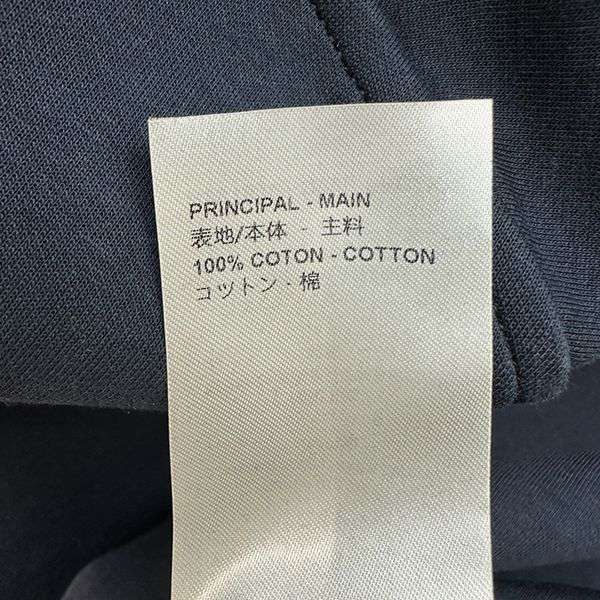 PRINCIPAL - MAIN
表地/本体 - 主料
100% COTON - COTTON
コットン - 棉